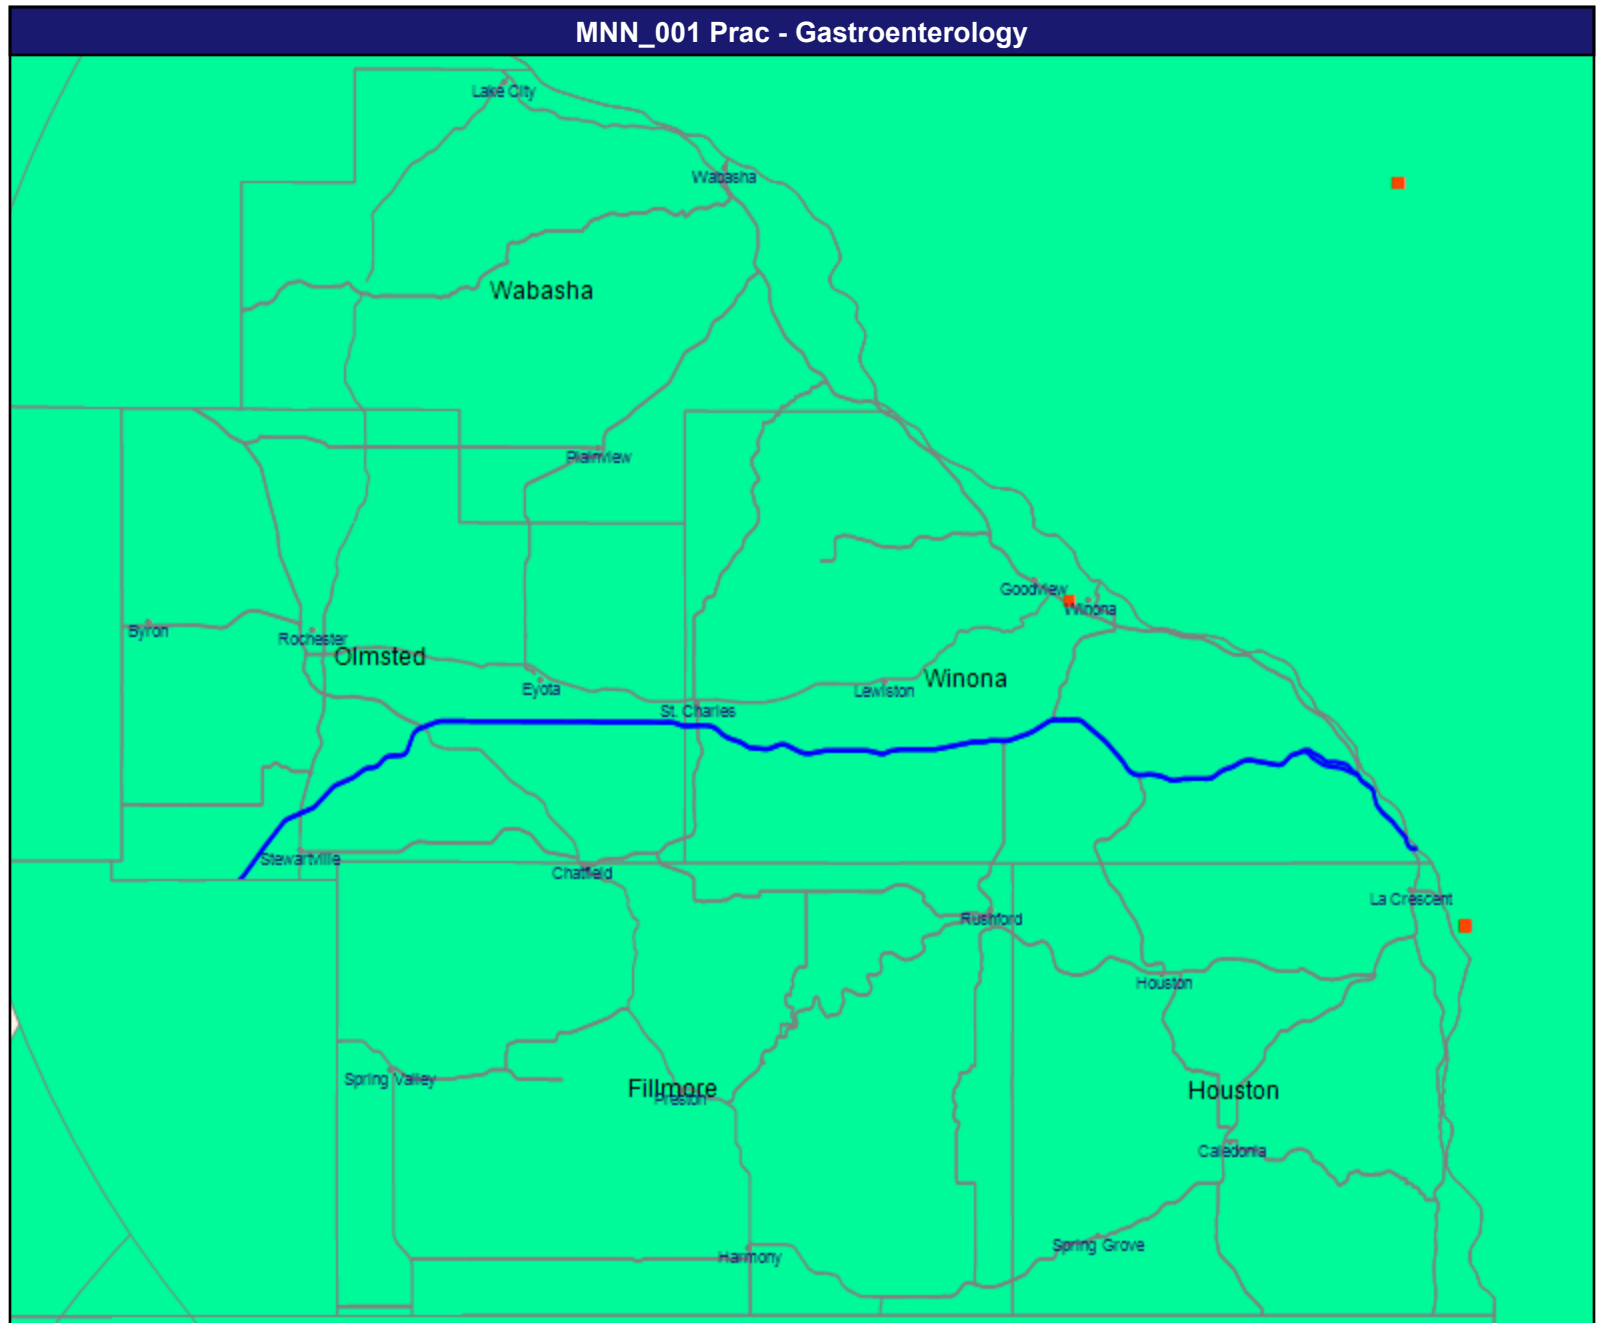 MNN_001 Prac - Gastroenterology
Lake City
Wabasha
Wabasha
Plainview
Goodview
Winona
Byron
Rochester
Olmsted
Eyota
Lewiston
Winona
St. Charles
Stewartville
Chatfield
La Crescent
Rushford
Houston
Spring Valley
Fillmore
Preston
Houston
Caledonia
Harmony
Spring Grove